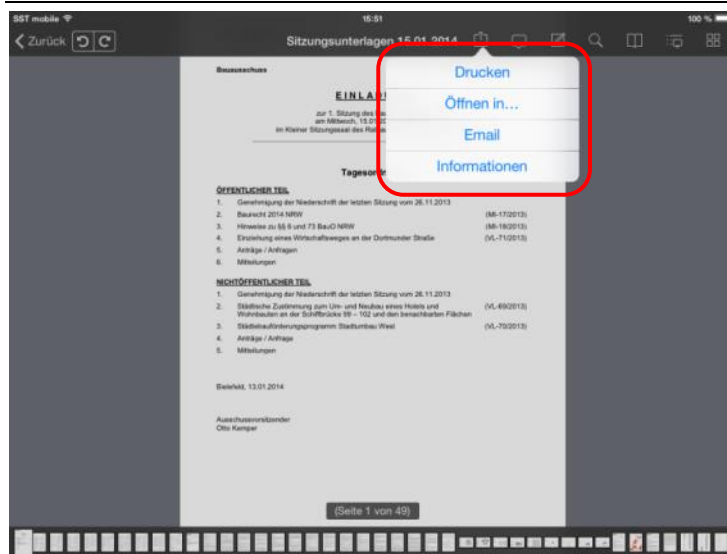 SST mobile 15:51 100 %
Zurück Sitzungsunterlagen 15.01.2014
Drucken
Öffnen in...
Email
Informationen
Bauausschuss
EINLAD
zur 1. Sitzung des
am Mittwoch, 15.01.20
im Kleiner Sitzungssaal des
Tagesord
ÖFFENTLICHER TEIL
1. Genehmigung der Niederschrift der letzten Sitzung vom 26.11.2013
2. Baurecht 2014 NRW (MI-17/2013)
3. Hinweise zu §§ 6 und 73 BauO NRW (MI-18/2013)
4. Einziehung eines Wirtschaftsweges an der Dortmunder Straße (VL-71/2013)
5. Anträge / Anfragen
6. Mitteilungen
NICHTÖFFENTLICHER TEIL
1. Genehmigung der Niederschrift der letzten Sitzung vom 26.11.2013
2. Städtische Zustimmung zum Um- und Neubau eines Hotels und (VL-69/2013)
Wohnbauten an der Schiffbrücke 99 – 102 und den benachbarten Flächen
3. Städtebauförderungsprogramm Stadtumbau West (VL-70/2013)
4. Anträge / Anfrage
5. Mitteilungen
Bielefeld, 13.01.2014
Ausschussvorsitzender
Otto Kemper
(Seite 1 von 49)